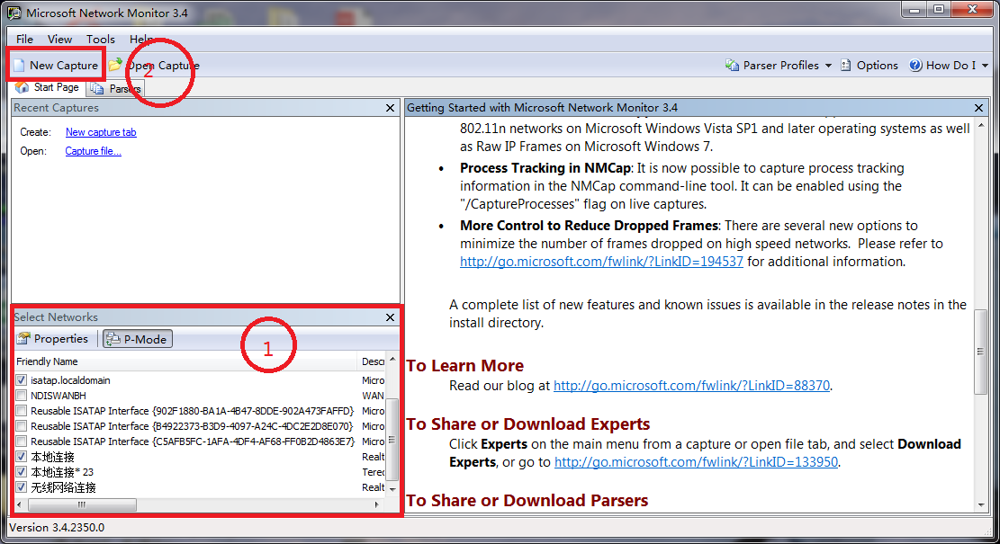 Microsoft Network Monitor 3.4
File View Tools Help
New Capture Open Capture Parser Profiles Options How Do I
2
Start Page Parsers
Recent Captures
Create: New capture tab
Open: Capture file...
Select Networks
Properties P-Mode
1
Friendly Name Descr
isatap.localdomain Micro
NDISWANBH WAN
Reusable ISATAP Interface {902F1880-BA1A-4B47-8DDE-902A473FAFFD} Micro
Reusable ISATAP Interface {B4922373-B3D9-4097-A24C-4DC2E2D8E070} Micro
Reusable ISATAP Interface {C5AFB5FC-1AFA-4DF4-AF68-FF0B2D4863E7} Micro
本地连接 Realt
本地连接* 23 Tered
无线网络连接 Realt
Getting Started with Microsoft Network Monitor 3.4
802.11n networks on Microsoft Windows Vista SP1 and later operating systems as well
as Raw IP Frames on Microsoft Windows 7.
• Process Tracking in NMCap: It is now possible to capture process tracking
information in the NMCap command-line tool. It can be enabled using the
"/CaptureProcesses" flag on live captures.
• More Control to Reduce Dropped Frames: There are several new options to
minimize the number of frames dropped on high speed networks. Please refer to
http://go.microsoft.com/fwlink/?LinkID=194537 for additional information.
A complete list of new features and known issues is available in the release notes in the
install directory.
To Learn More
Read our blog at http://go.microsoft.com/fwlink/?LinkID=88370.
To Share or Download Experts
Click Experts on the main menu from a capture or open file tab, and select Download
Experts, or go to http://go.microsoft.com/fwlink/?LinkID=133950.
To Share or Download Parsers
Version 3.4.2350.0